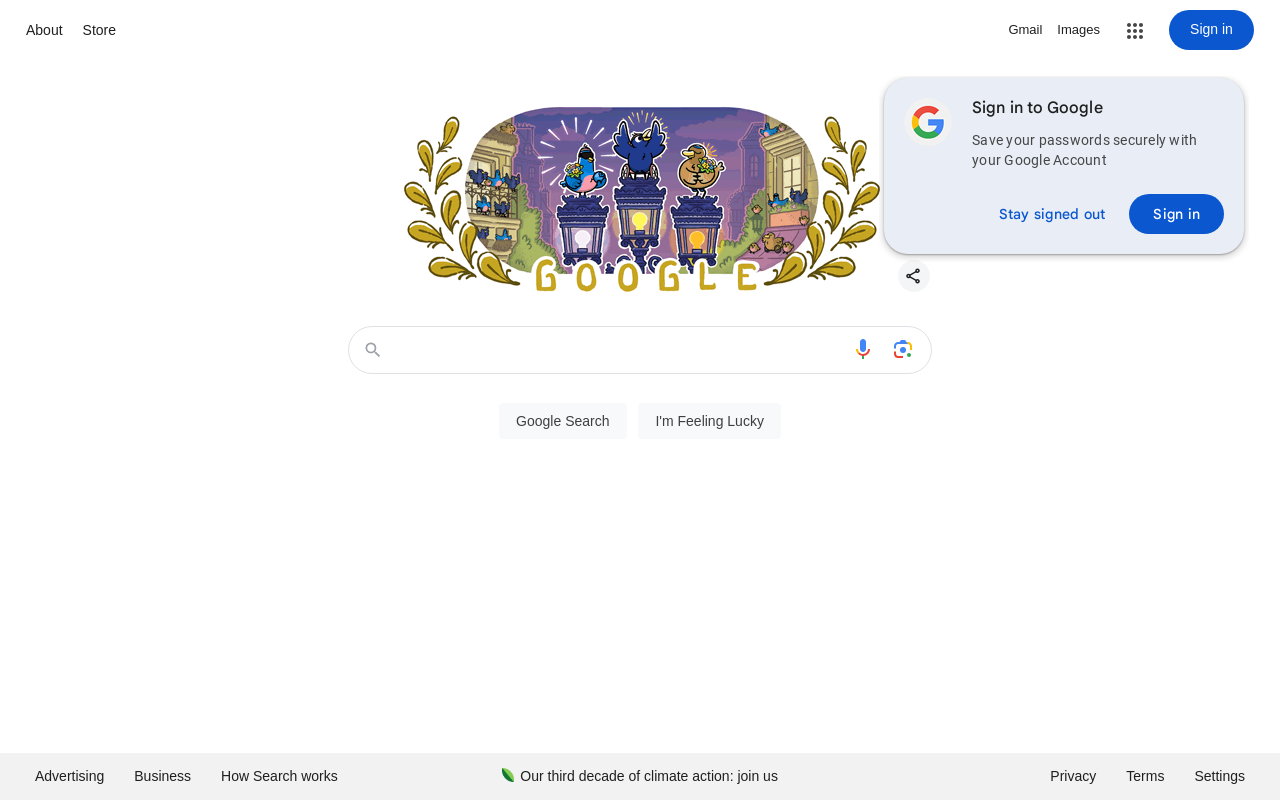 About
Store
Gmail
Images
Sign in
Sign in to Google
Save your passwords securely with
your Google Account
Stay signed out
Sign in
GOOGLE
Google Search
I'm Feeling Lucky
Advertising
Business
How Search works
Our third decade of climate action: join us
Privacy
Terms
Settings